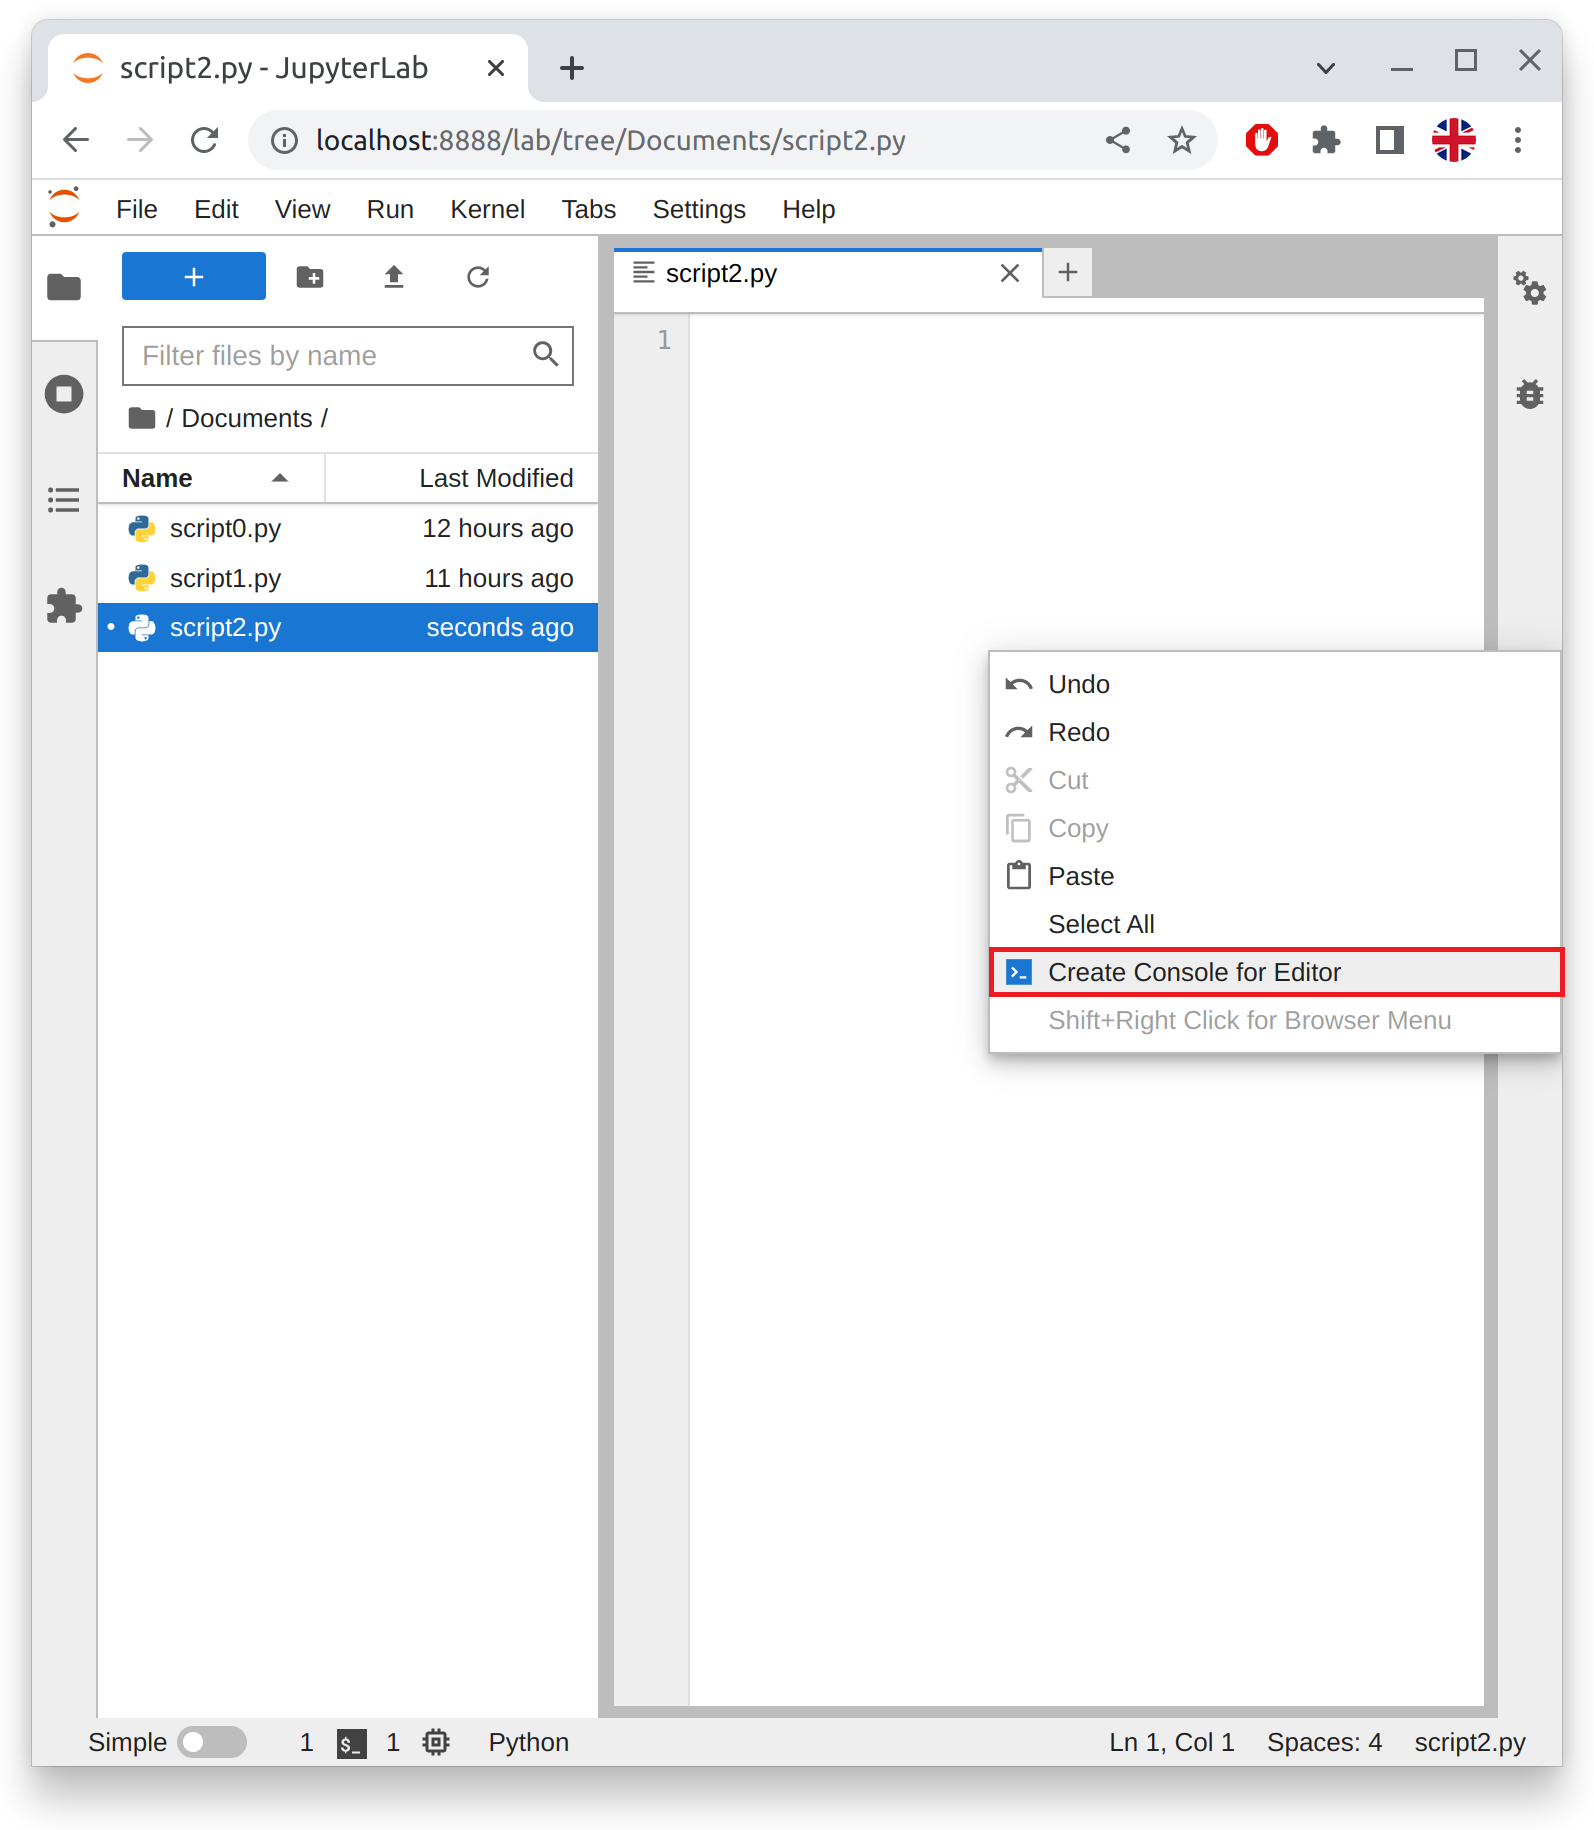 script2.py - JupyterLab
localhost:8888/lab/tree/Documents/script2.py
File Edit View Run Kernel Tabs Settings Help
script2.py
Filter files by name
1
/ Documents /
Name Last Modified
script0.py 12 hours ago
script1.py 11 hours ago
script2.py seconds ago
Undo
Redo
Cut
Copy
Paste
Select All
Create Console for Editor
Shift+Right Click for Browser Menu
Simple 1 $_ 1 Python Ln 1, Col 1 Spaces: 4 script2.py